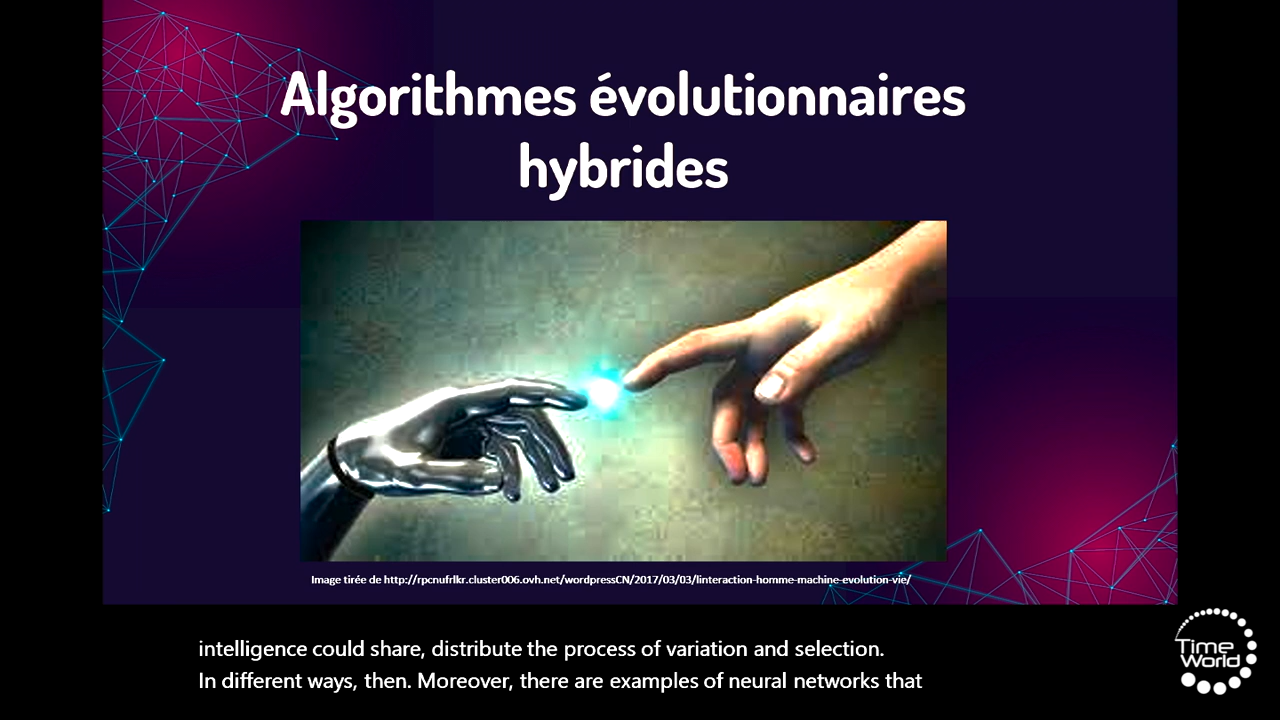 Algorithmes évolutionnaires
hybrides
Image tirée de http://rpcnufrlkr.cluster006.ovh.net/wordpressCN/2017/03/03/linteraction-homme-machine-evolution-vie/
intelligence could share, distribute the process of variation and selection.
In different ways, then. Moreover, there are examples of neural networks that
Time
World